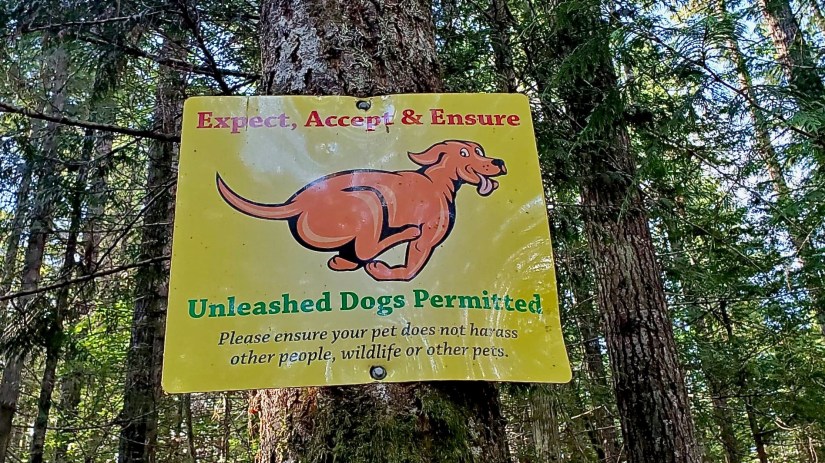 Expect, Accept & Ensure
Unleashed Dogs Permitted
Please ensure your pet does not harass
other people, wildlife or other pets.